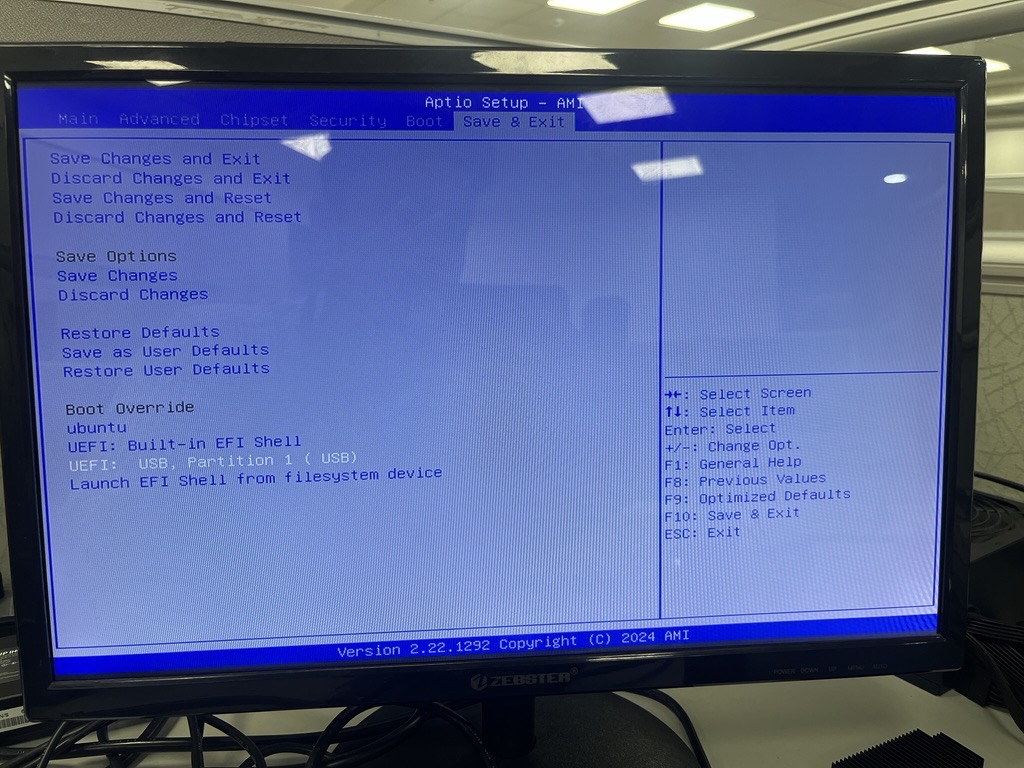 Aptio Setup - AMI
Main Advanced Chipset Security Boot Save & Exit
Save Changes and Exit
Discard Changes and Exit
Save Changes and Reset
Discard Changes and Reset
Save Options
Save Changes
Discard Changes
Restore Defaults
Save as User Defaults
Restore User Defaults
Boot Override
ubuntu
UEFI: Built-in EFI Shell
UEFI:  USB, Partition 1 ( USB)
Launch EFI Shell from filesystem device
→←: Select Screen
↑↓: Select Item
Enter: Select
+/-: Change Opt.
F1: General Help
F8: Previous Values
F9: Optimized Defaults
F10: Save & Exit
ESC: Exit
Version 2.22.1292 Copyright (C) 2024 AMI
ZEBSTER